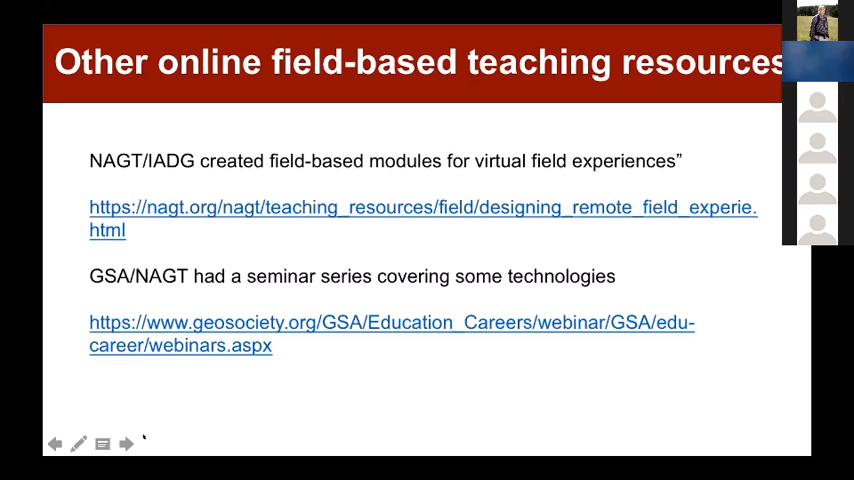 Other online field-based teaching resources
NAGT/IADG created field-based modules for virtual field experiences”
https://nagt.org/nagt/teaching_resources/field/designing_remote_field_experie.
html
GSA/NAGT had a seminar series covering some technologies
https://www.geosociety.org/GSA/Education_Careers/webinar/GSA/edu-
career/webinars.aspx